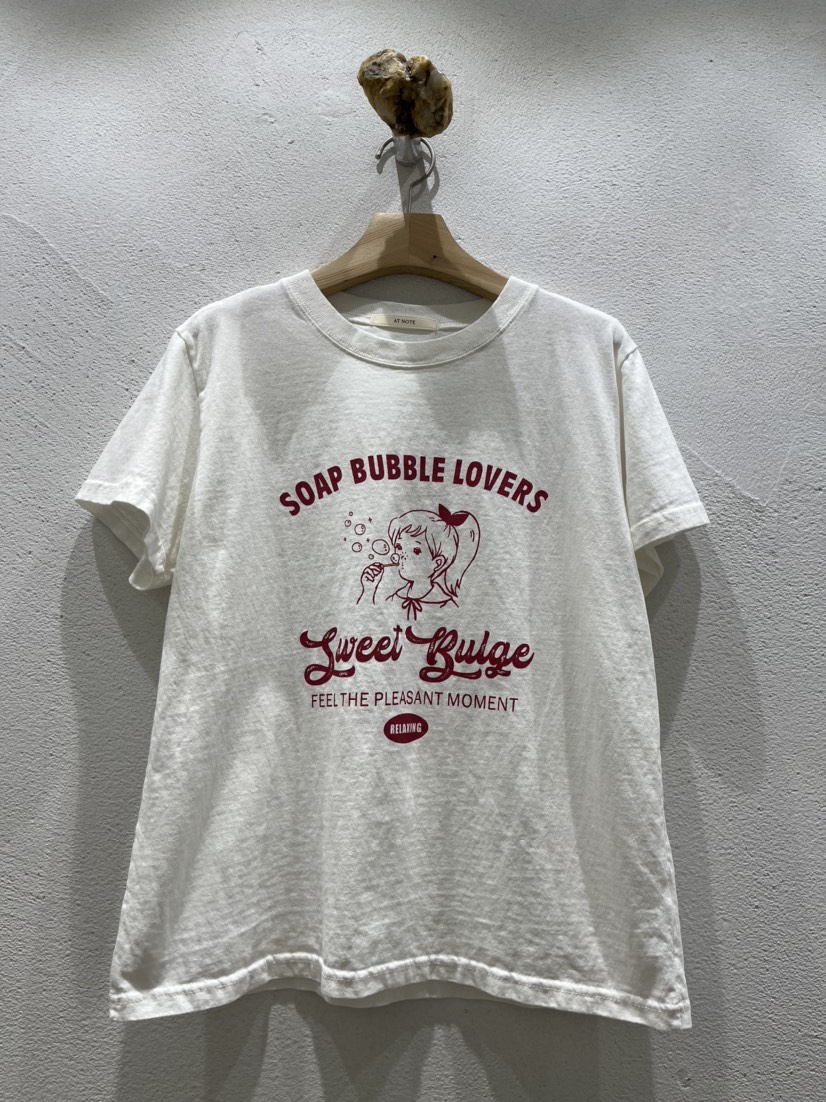 AT NOTE
SOAP BUBBLE LOVERS
Sweet Bulge
FEEL THE PLEASANT MOMENT
RELAXING